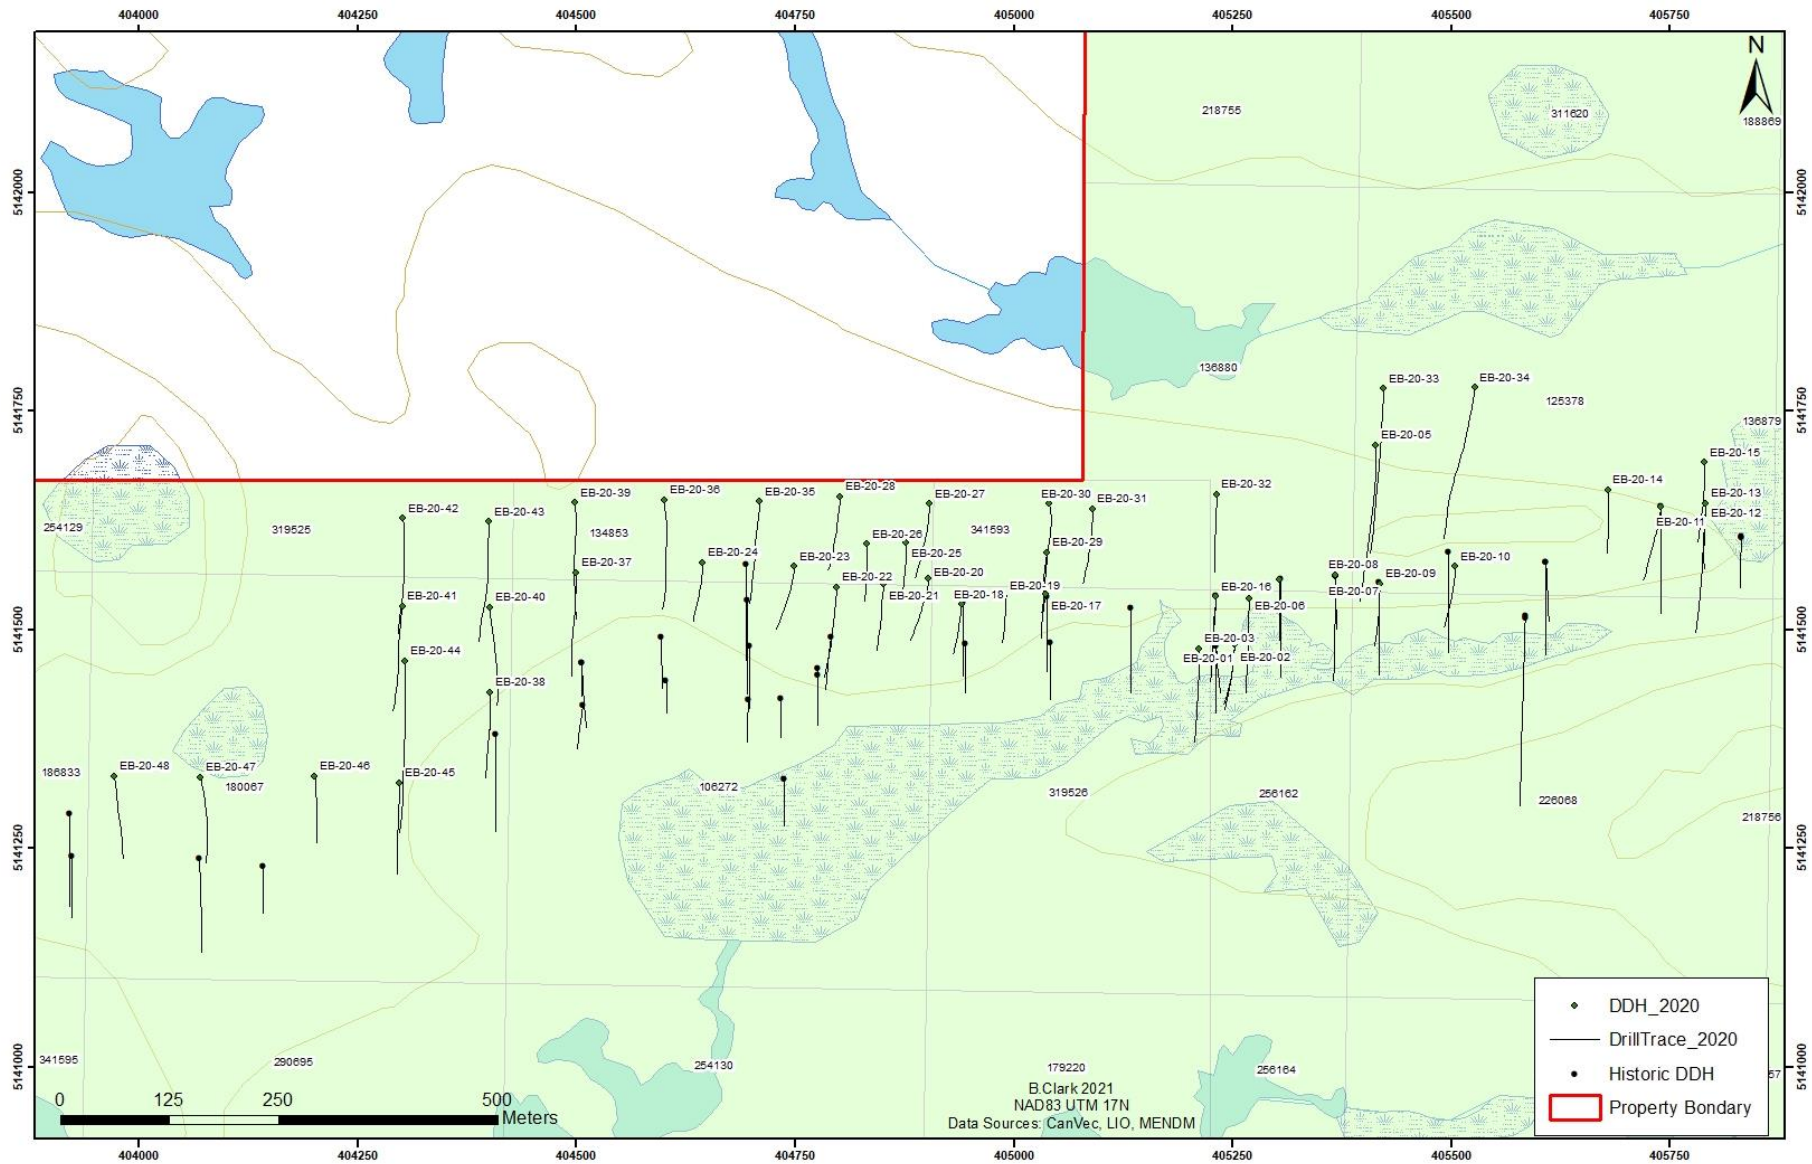 404000 404250 404500 404750 405000 405250 405500 405750
N
218755
311620
188869
5142000
5142000
136880
EB-20-33
EB-20-34
125378
5141750
5141750
136879
EB-20-05
EB-20-15
EB-20-14
EB-20-42
EB-20-43
EB-20-39
EB-20-36
EB-20-35
EB-20-28
EB-20-27
EB-20-30
EB-20-31
EB-20-32
EB-20-13
EB-20-12
EB-20-11
254129
319525
134853
341593
EB-20-26
EB-20-29
EB-20-37
EB-20-24
EB-20-23
EB-20-25
EB-20-10
EB-20-08
EB-20-09
EB-20-22
EB-20-20
EB-20-19
EB-20-16
EB-20-07
EB-20-41
EB-20-40
EB-20-21
EB-20-18
EB-20-17
EB-20-06
5141500
5141500
EB-20-03
EB-20-44
EB-20-01
EB-20-02
EB-20-38
186833
EB-20-48
EB-20-47
EB-20-46
EB-20-45
180067
106272
319526
256162
226068
218756
5141250
5141250
DDH_2020
DrillTrace_2020
Historic DDH
Property Bondary
341595
290695
254130
179220
256164
57
5141000
5141000
0 125 250 500
Meters
B.Clark 2021
NAD83 UTM 17N
Data Sources: CanVec, LIO, MENDM
404000 404250 404500 404750 405000 405250 405500 405750